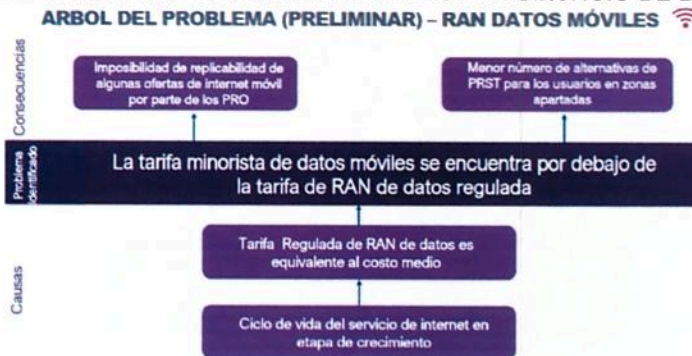 ARBOL DEL PROBLEMA (PRELIMINAR) – RAN DATOS MÓVILES
Consecuencias
Imposibilidad de replicabilidad de
algunas ofertas de internet móvil
por parte de los PRO
Menor número de alternativas de
PRST para los usuarios en zonas
apartadas
Problema
identificado
La tarifa minorista de datos móviles se encuentra por debajo de
la tarifa de RAN de datos regulada
Causas
Tarifa Regulada de RAN de datos es
equivalente al costo medio
Ciclo de vida del servicio de internet en
etapa de crecimiento